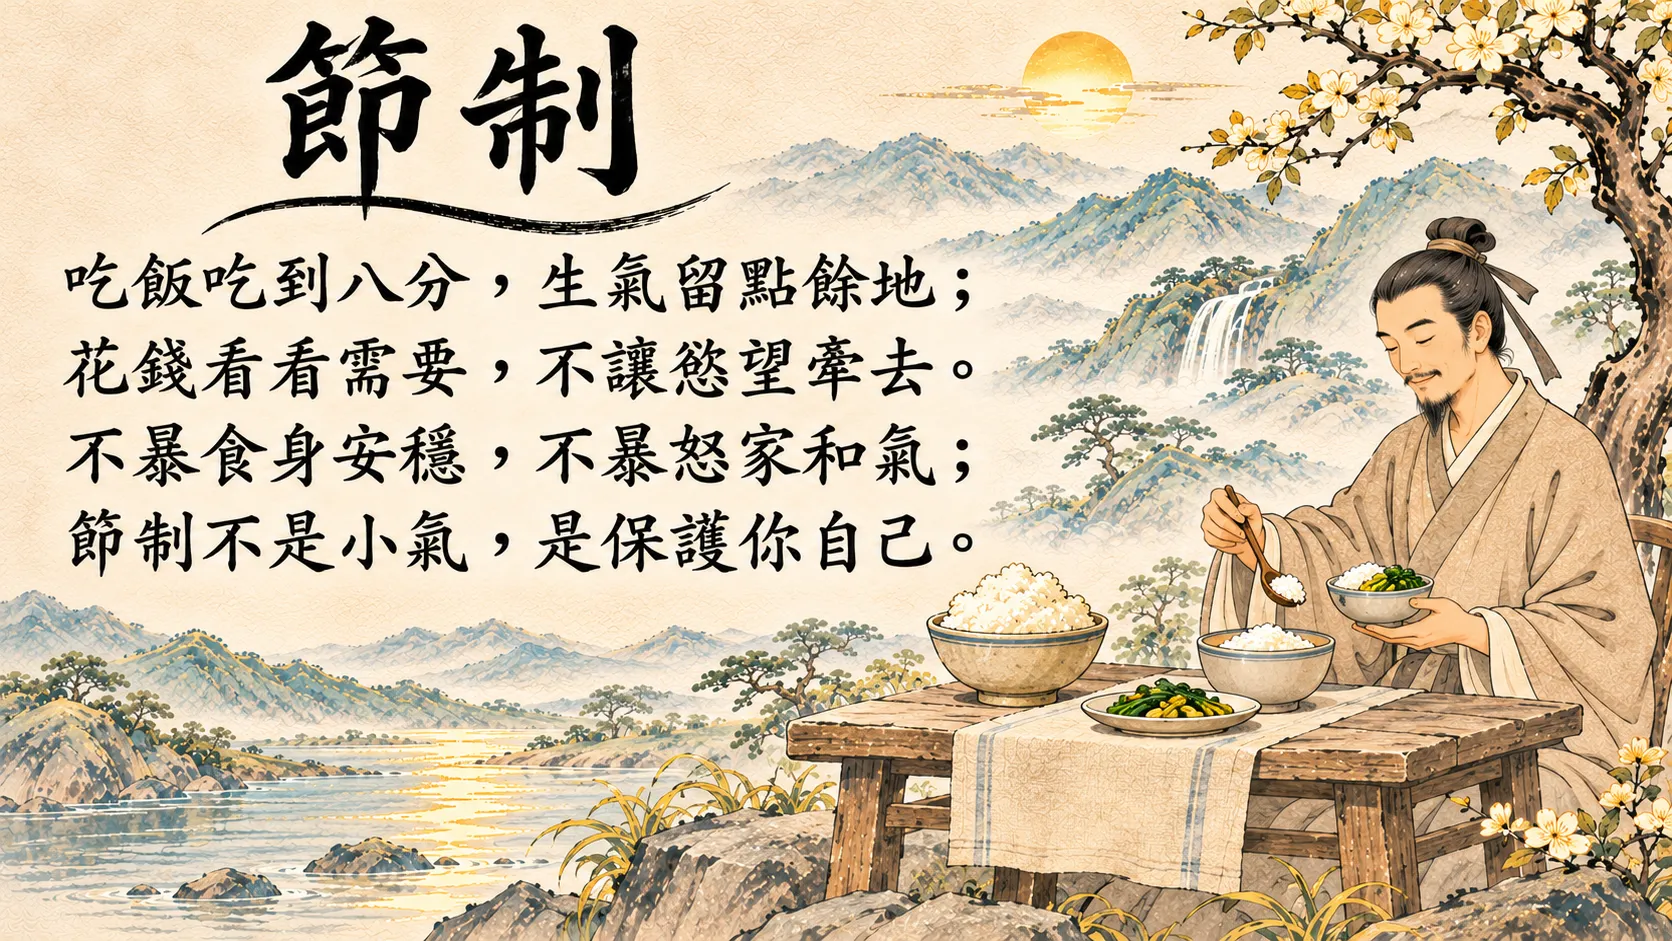 節制
吃飯吃到八分，生氣留點餘地；
花錢看看需要，不讓慾望牽去。
不暴食身安穩，不暴怒家和氣；
節制不是小氣，是保護你自己。